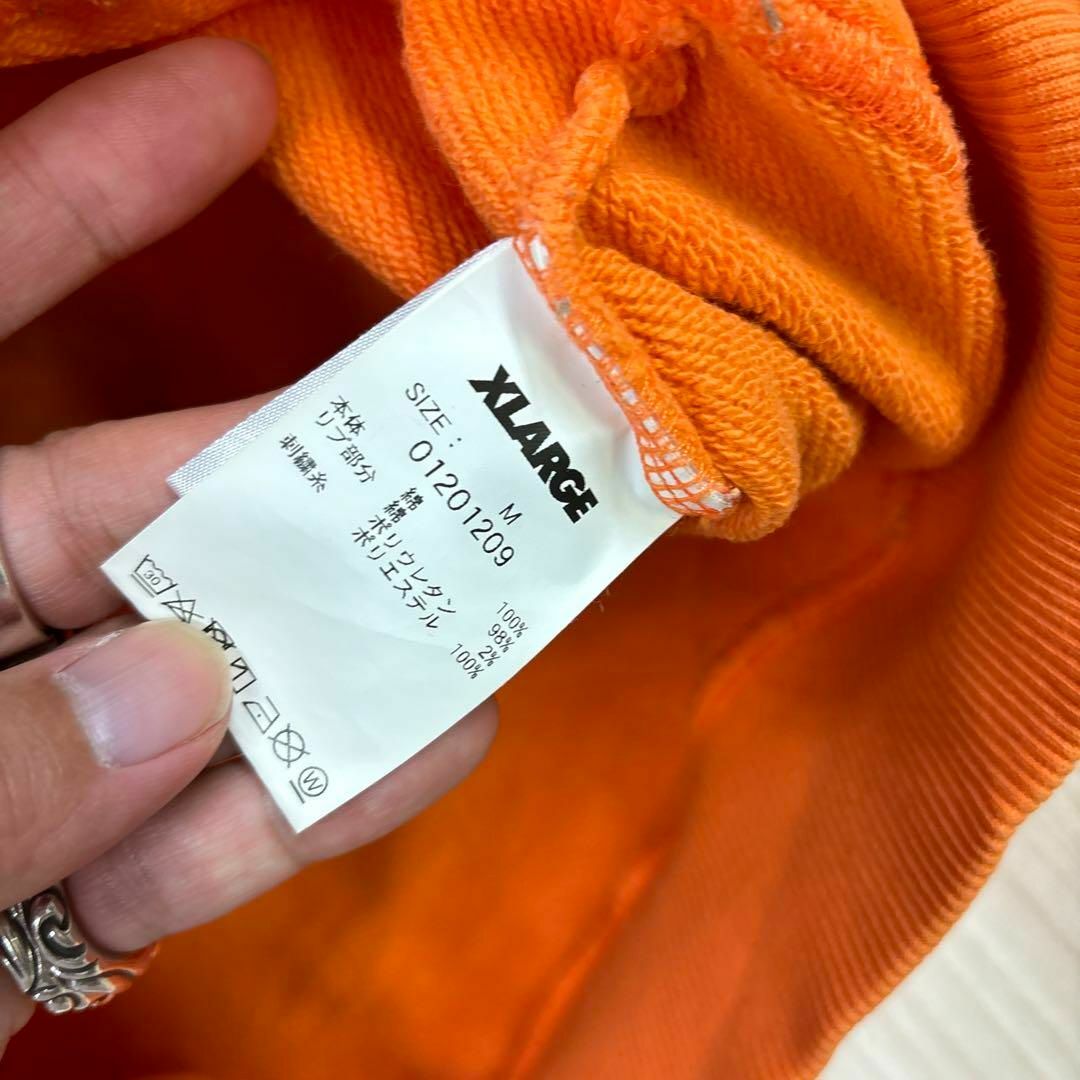 XLARGE
SIZE: M
01201209
本体 綿 100%
リブ部分 綿 98%
ポリウレタン 2%
刺繍糸 ポリエステル 100%
30
W